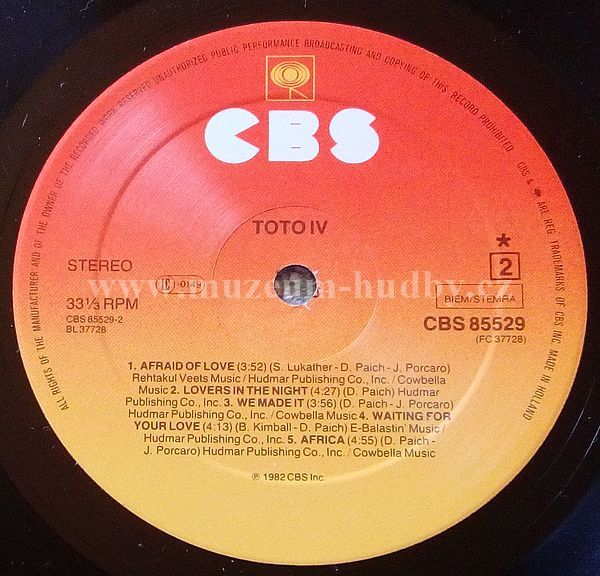 ALL RIGHTS OF THE MANUFACTURER AND OF THE OWNER OF THE RECORDED WORK RESERVED UNAUTHORIZED PUBLIC PERFORMANCE BROADCASTING AND COPYING OF THIS RECORD PROHIBITED. CBS & ARE REG. TRADEMARKS OF CBS INC. MADE IN HOLLAND
CBS
TOTO IV
STEREO
-0149
*
2
www.muzeum-hudby.cz
33⅓ RPM
BIEM/STEMRA
CBS 85529-2
CBS 85529
BL 37728
(FC 37728)
1. AFRAID OF LOVE (3:52) (S. Lukather - D. Paich - J. Porcaro)
Rehtakul Veets Music / Hudmar Publishing Co., Inc. / Cowbella
Music 2. LOVERS IN THE NIGHT (4:27) (D. Paich) Hudmar
Publishing Co., Inc. 3. WE MADE IT (3:56) (D. Paich - J. Porcaro)
Hudmar Publishing Co., Inc. / Cowbella Music 4. WAITING FOR
YOUR LOVE (4:13) (B. Kimball - D. Paich) E-Balastin' Music /
Hudmar Publishing Co., Inc. 5. AFRICA (4:55) (D. Paich -
J. Porcaro) Hudmar Publishing Co., Inc. / Cowbella Music
℗ 1982 CBS Inc.